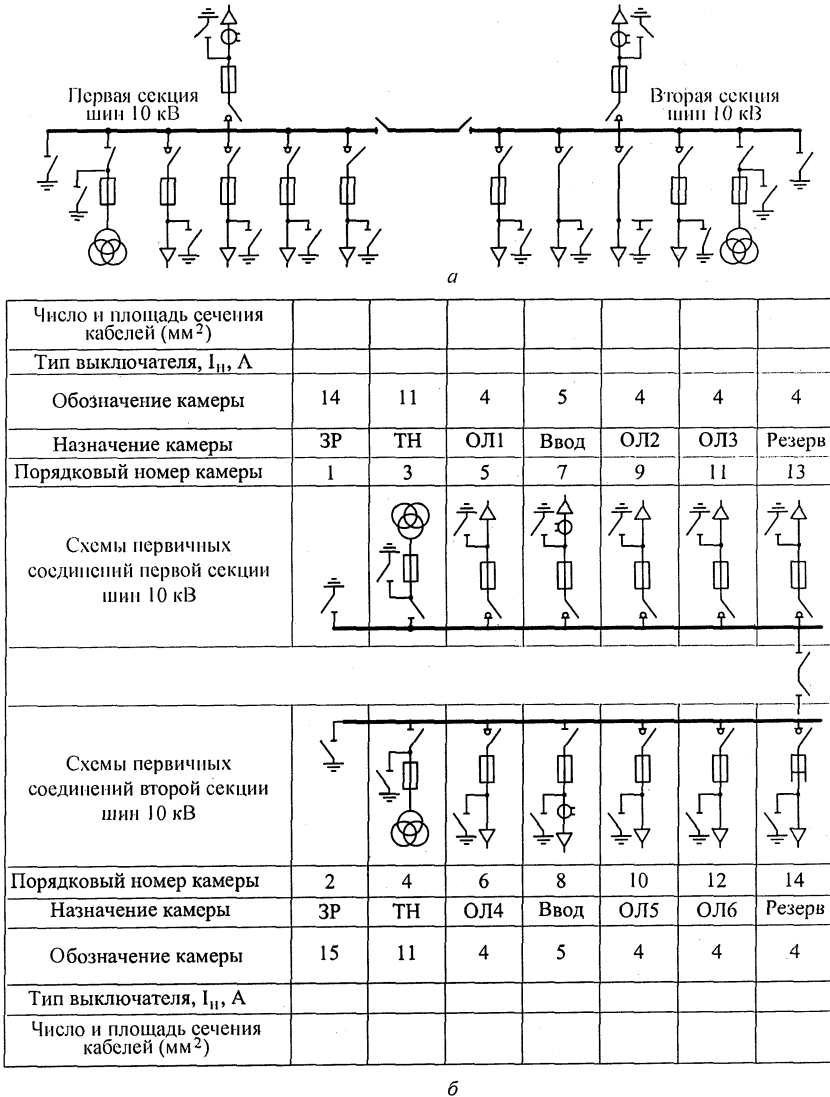 Первая секция
шин 10 кВ
Вторая секция
шин 10 кВ
а
Число и площадь сечения
кабелей (мм²)
Тип выключателя, Iн, А
Обозначение камеры 14 11 4 5 4 4 4
Назначение камеры ЗР ТН ОЛ1 Ввод ОЛ2 ОЛ3 Резерв
Порядковый номер камеры 1 3 5 7 9 11 13
Схемы первичных
соединений первой секции
шин 10 кВ
Схемы первичных
соединений второй секции
шин 10 кВ
Порядковый номер камеры 2 4 6 8 10 12 14
Назначение камеры ЗР ТН ОЛ4 Ввод ОЛ5 ОЛ6 Резерв
Обозначение камеры 15 11 4 5 4 4 4
Тип выключателя, Iн, А
Число и площадь сечения
кабелей (мм²)
б